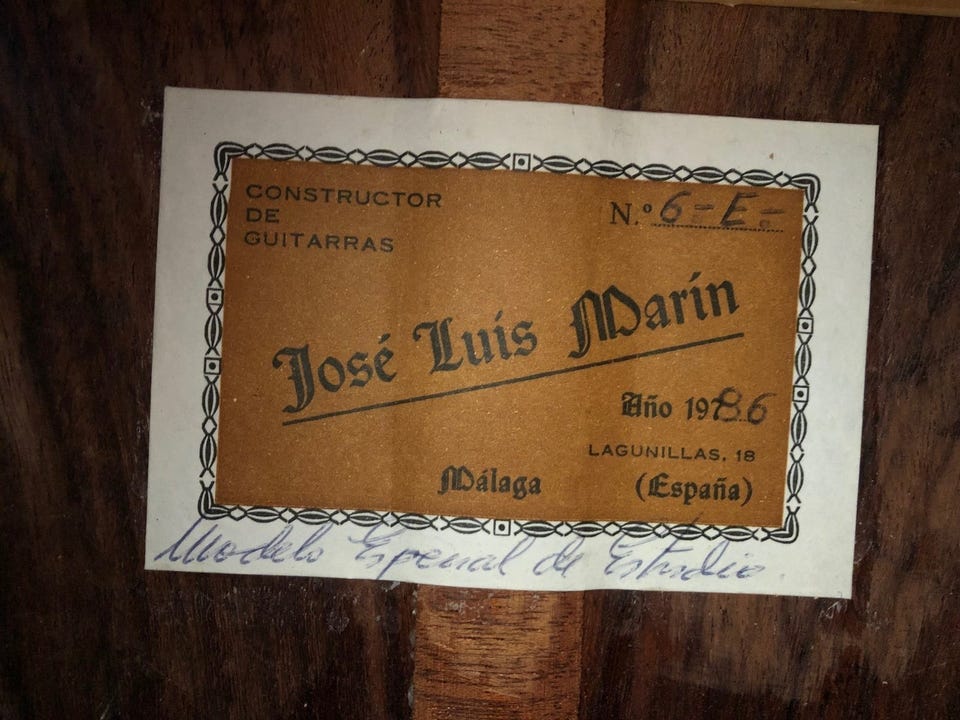 CONSTRUCTOR
DE
GUITARRAS
N.º 6-E-
José Luis Marín
Año 1986
LAGUNILLAS, 18
Málaga (España)
Modelo Especial de Estudio.